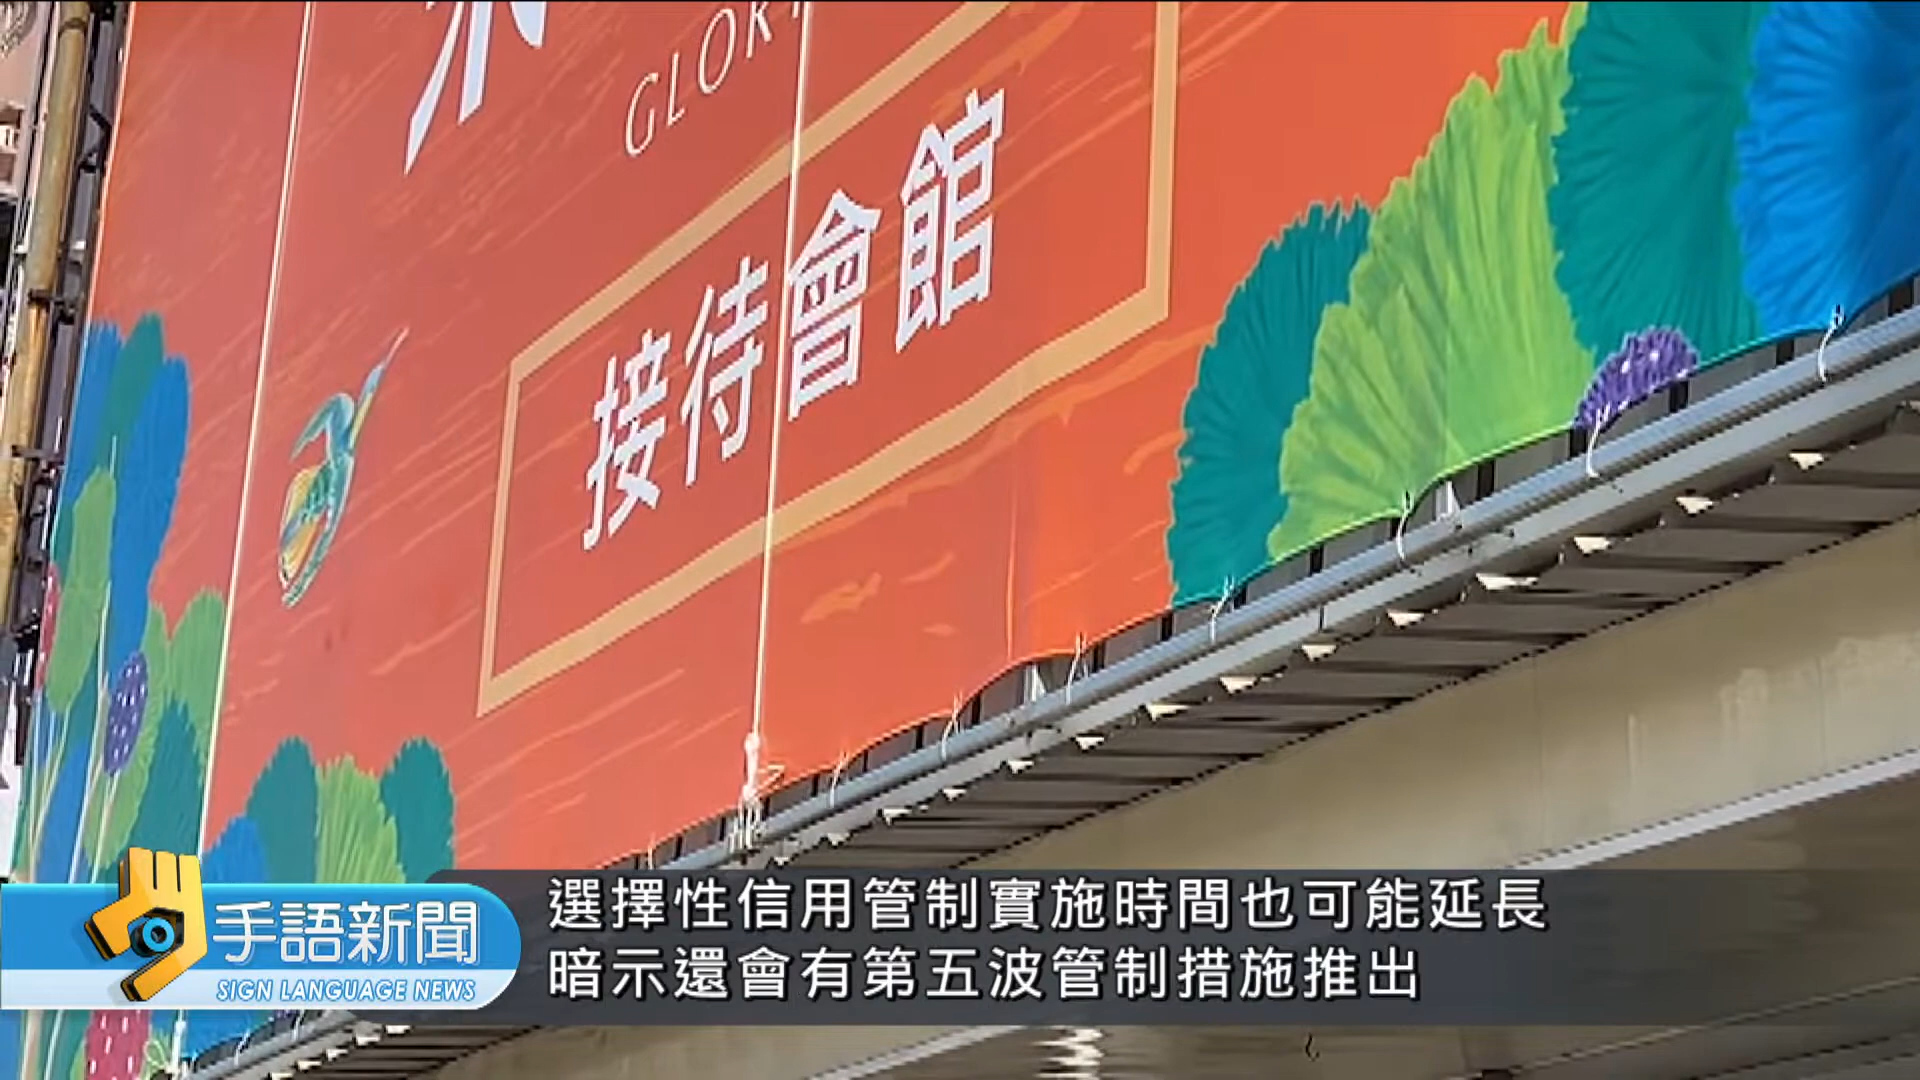 接待會館
手語新聞
SIGN LANGUAGE NEWS
選擇性信用管制實施時間也可能延長
暗示還會有第五波管制措施推出